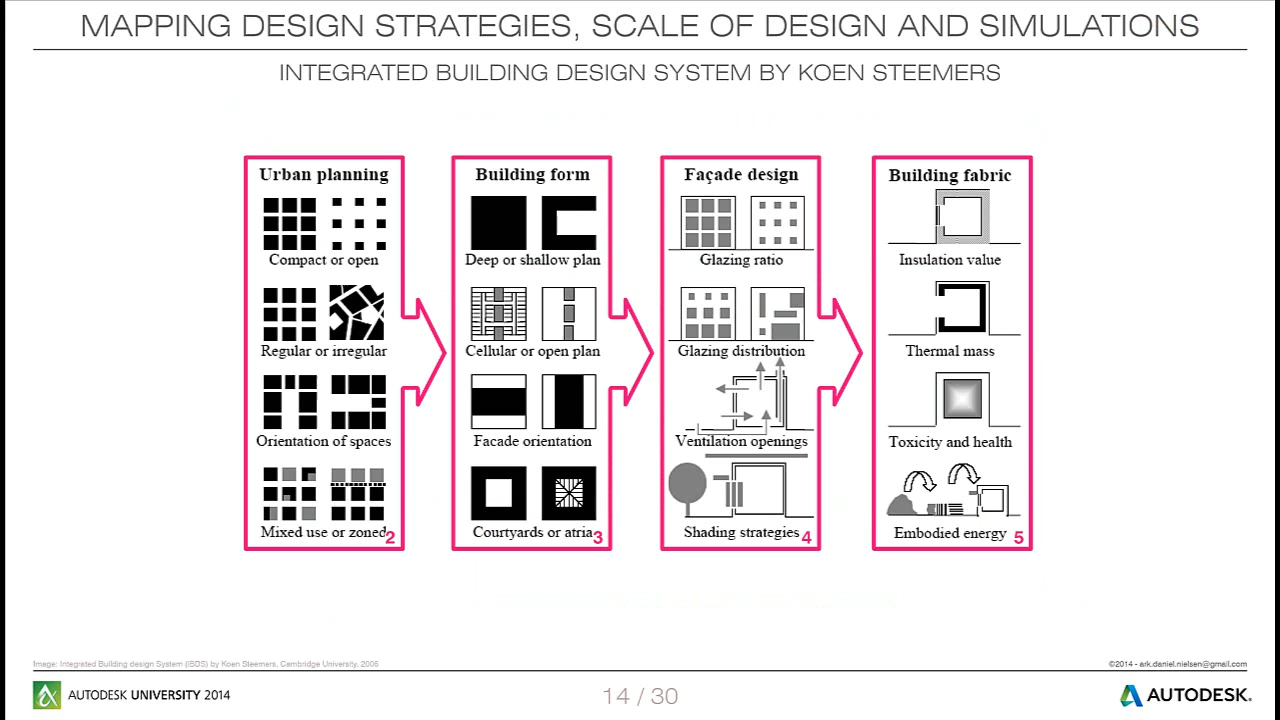 MAPPING DESIGN STRATEGIES, SCALE OF DESIGN AND SIMULATIONS
INTEGRATED BUILDING DESIGN SYSTEM BY KOEN STEEMERS
Urban planning
Compact or open
Regular or irregular
Orientation of spaces
Mixed use or zoned
2
Building form
Deep or shallow plan
Cellular or open plan
Facade orientation
Courtyards or atria
3
Façade design
Glazing ratio
Glazing distribution
Ventilation openings
Shading strategies
4
Building fabric
Insulation value
Thermal mass
Toxicity and health
Embodied energy
5
Image: Integrated Building design System (IBDS) by Koen Steemers, Cambridge University, 2006
©2014 - ark.daniel.nielsen@gmail.com
AUTODESK UNIVERSITY 2014
14 / 30
AUTODESK.